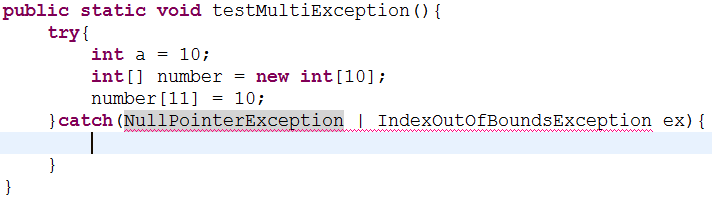 public static void testMultiException(){
    try{
        int a = 10;
        int[] number = new int[10];
        number[11] = 10;
    }catch(NullPointerException | IndexOutOfBoundsException ex){
    }
}